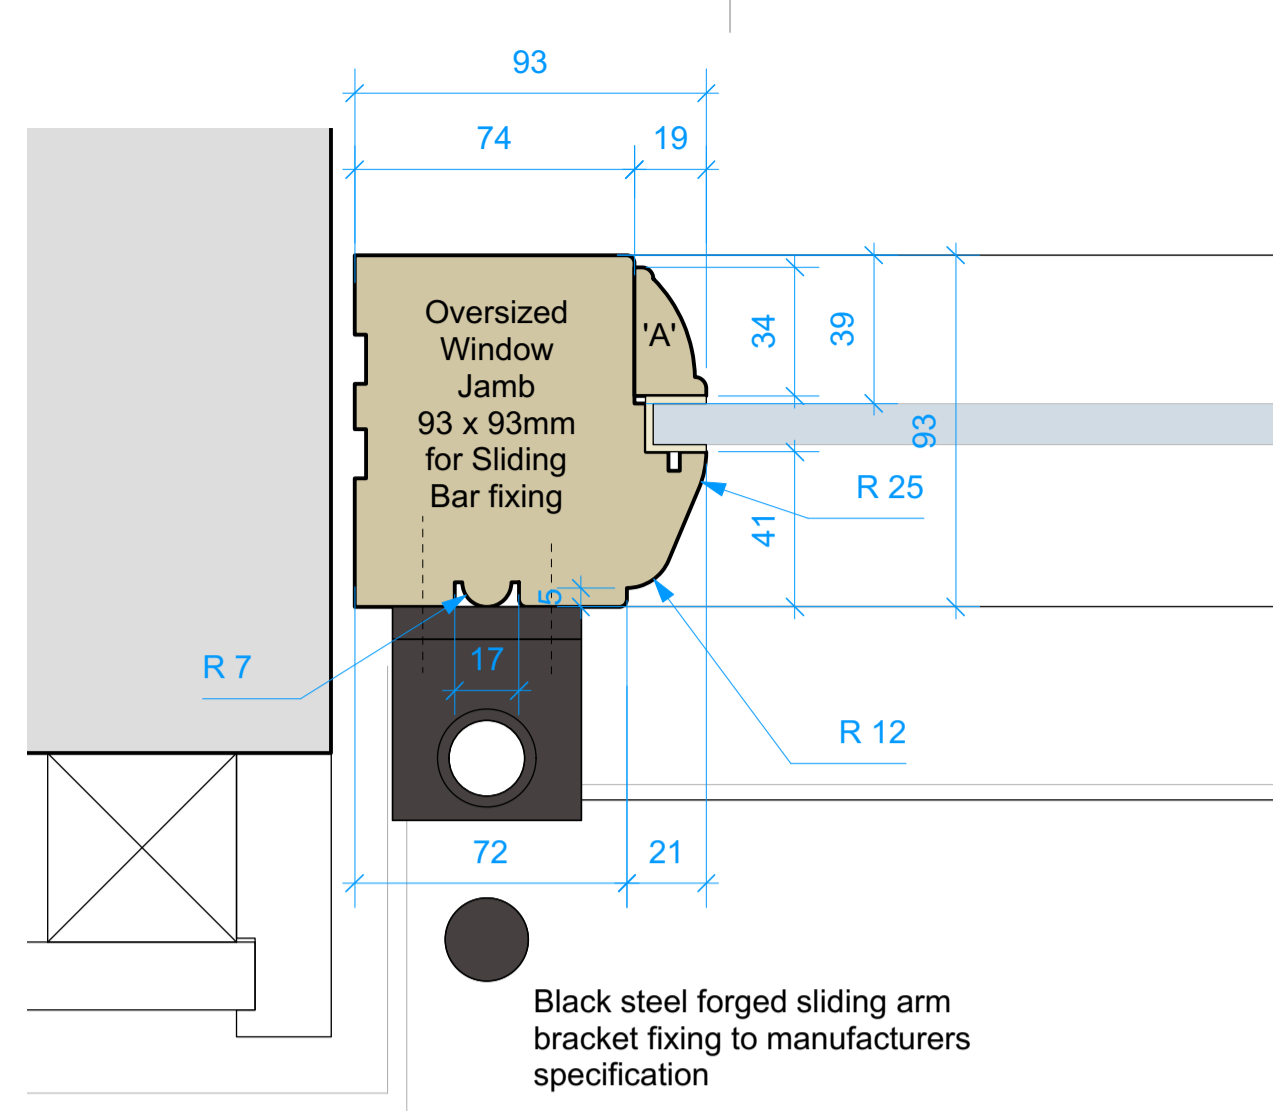 93
74
19
Oversized
Window
Jamb
93 x 93mm
for Sliding
Bar fixing
'A'
34
39
93
R 25
41
5
R 7
17
R 12
72
21
Black steel forged sliding arm
bracket fixing to manufacturers
specification